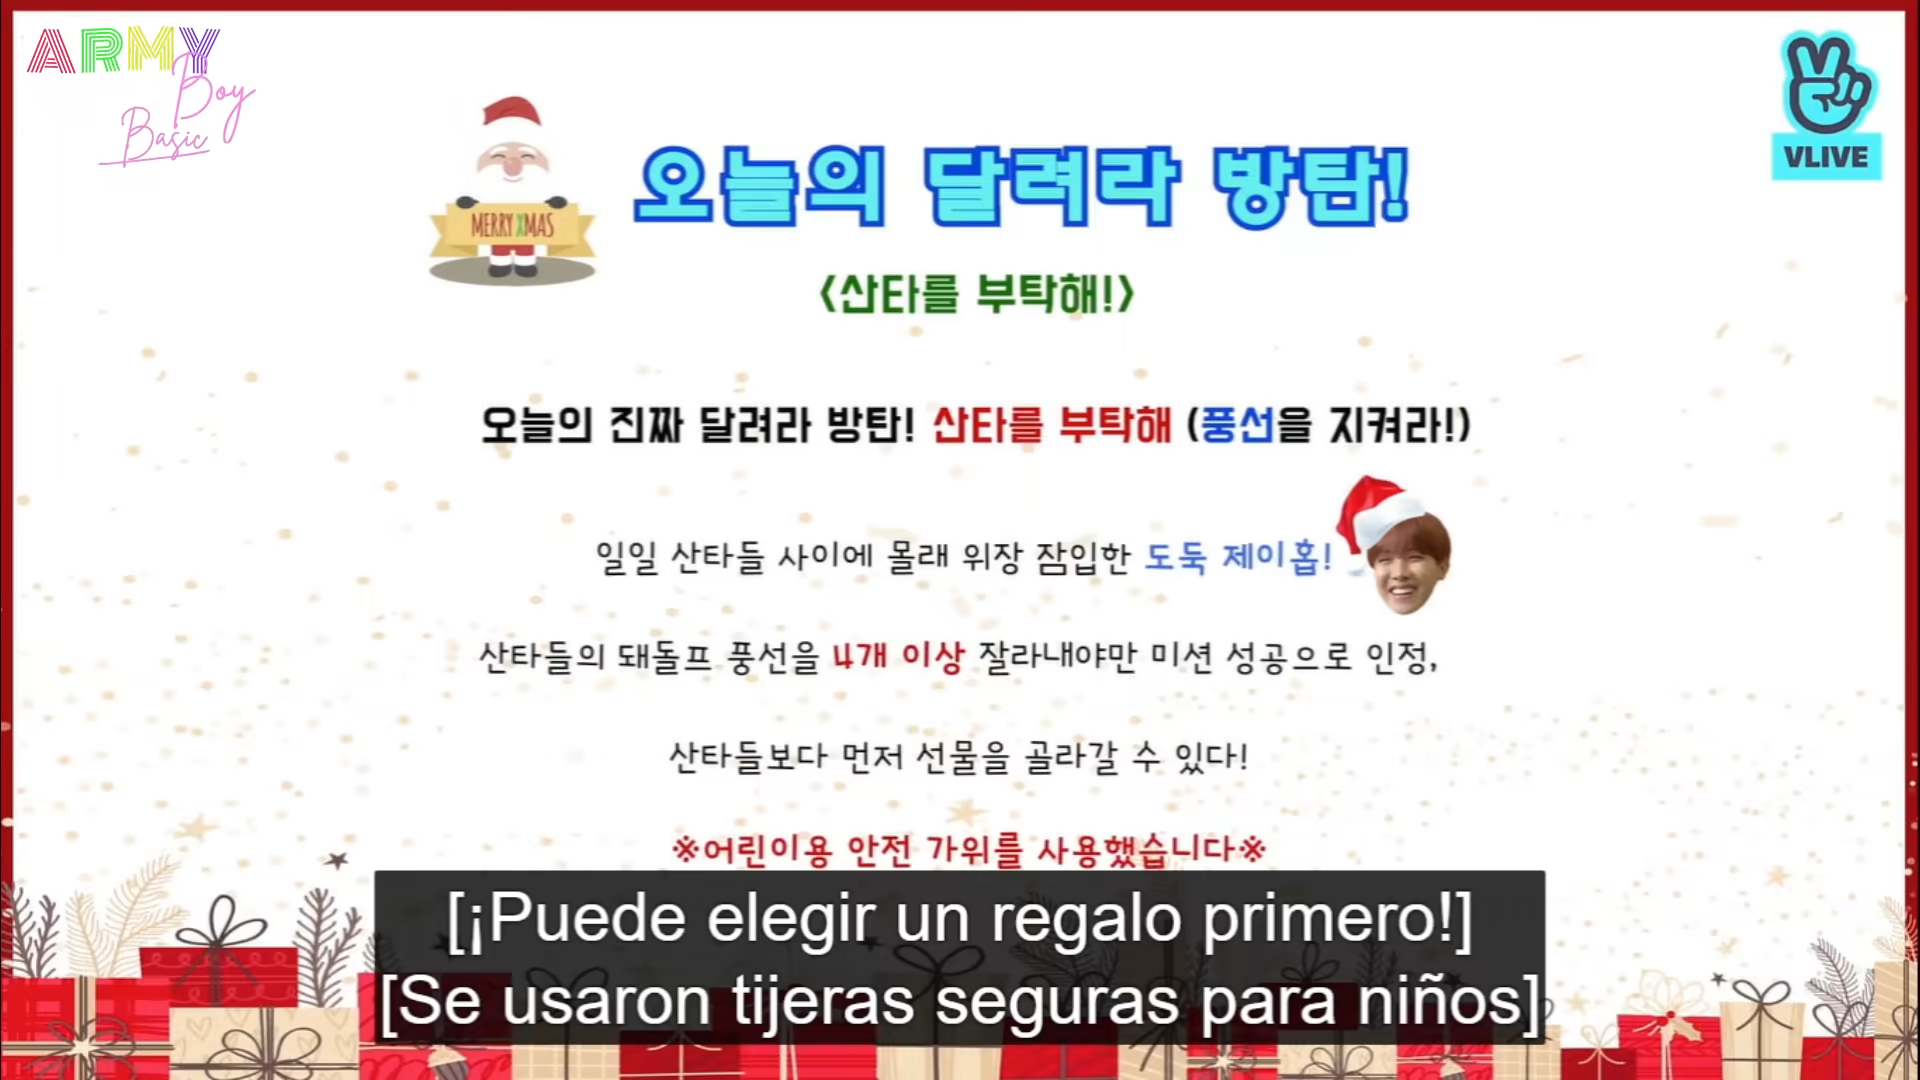 ARMY
Boy
Basic
VLIVE
MERRY XMAS
오늘의 달려라 방탄!
<산타를 부탁해!>
오늘의 진짜 달려라 방탄! 산타를 부탁해 (풍선을 지켜라!)
일일 산타들 사이에 몰래 위장 잠입한 도둑 제이홉!
산타들의 돼돌프 풍선을 4개 이상 잘라내야만 미션 성공으로 인정,
산타들보다 먼저 선물을 골라갈 수 있다!
※어린이용 안전 가위를 사용했습니다※
[¡Puede elegir un regalo primero!]
[Se usaron tijeras seguras para niños]